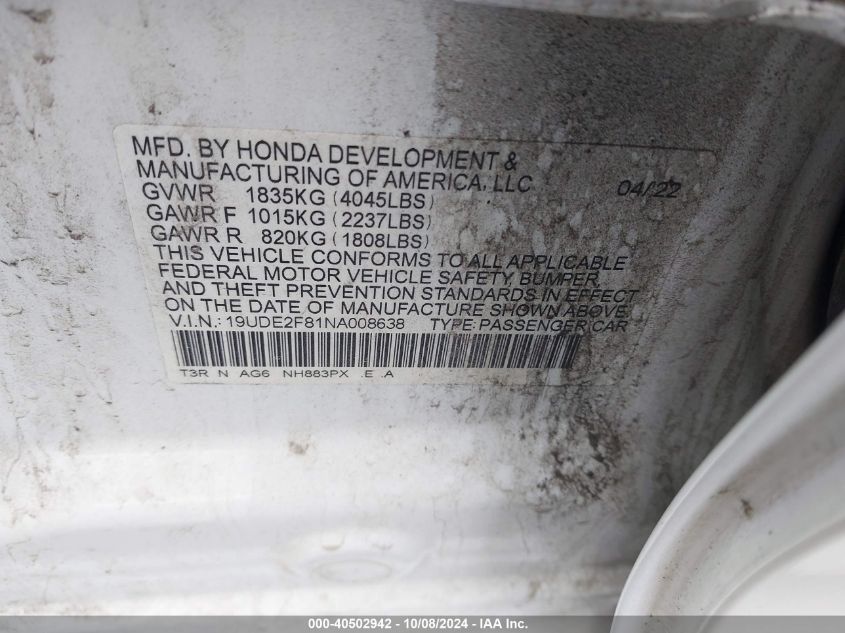 MFD. BY HONDA DEVELOPMENT &
MANUFACTURING OF AMERICA, LLC 04/22
GVWR 1835KG (4045LBS)
GAWR F 1015KG (2237LBS)
GAWR R 820KG (1808LBS)
THIS VEHICLE CONFORMS TO ALL APPLICABLE
FEDERAL MOTOR VEHICLE SAFETY, BUMPER,
AND THEFT PREVENTION STANDARDS IN EFFECT
ON THE DATE OF MANUFACTURE SHOWN ABOVE.
V.I.N.: 19UDE2F81NA008638 TYPE: PASSENGER CAR
T3R N AG6 NH883PX .E .A
000-40502942 - 10/08/2024 - IAA Inc.